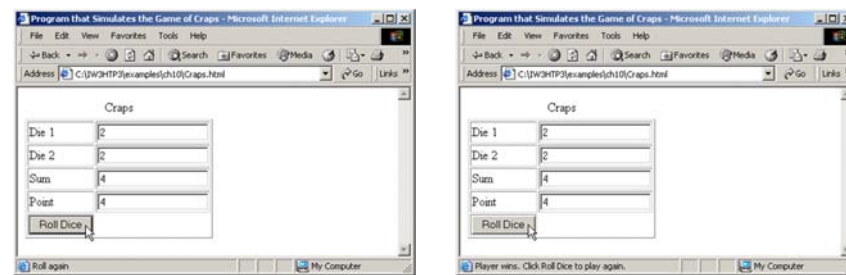 Program that Simulates the Game of Craps - Microsoft Internet Explorer
File Edit View Favorites Tools Help
Back Search Favorites Media
Address C:\IW3HTP3\examples\ch10\Craps.html Go Links
Craps
Die 1 2
Die 2 2
Sum 4
Point 4
Roll Dice
Roll again My Computer
Program that Simulates the Game of Craps - Microsoft Internet Explorer
File Edit View Favorites Tools Help
Back Search Favorites Media
Address C:\IW3HTP3\examples\ch10\Craps.html Go Links
Craps
Die 1 2
Die 2 2
Sum 4
Point 4
Roll Dice
Player wins. Click Roll Dice to play again. My Computer